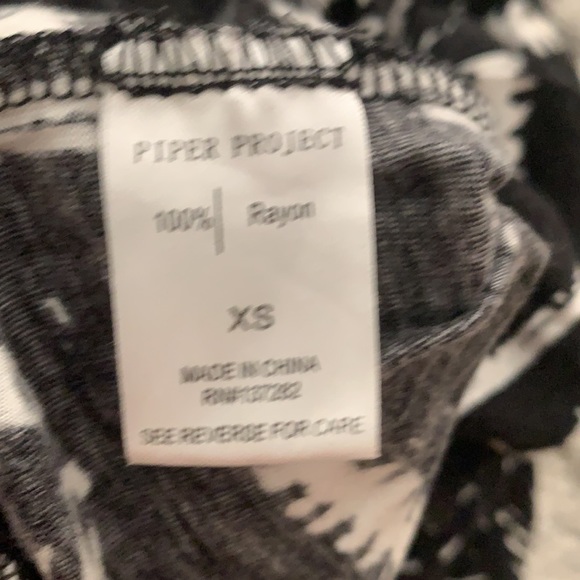 PIPER PROJECT
100% Rayon
XS
MADE IN CHINA
RN#137282
SEE REVERSE FOR CARE